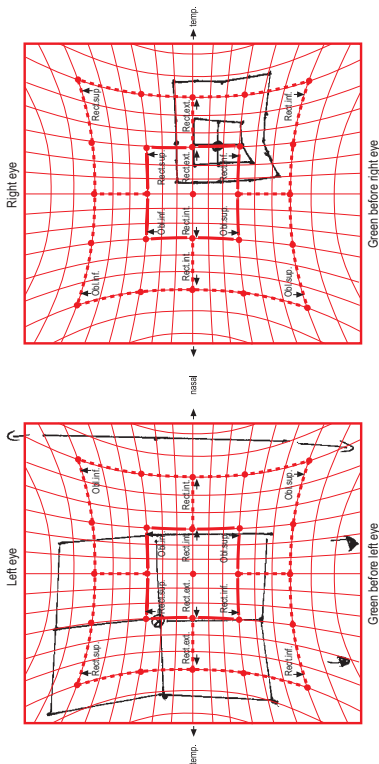 Left eye
Rect.sup. Obl.inf.
Rect.sup. Obl.inf.
temp. Rect.ext. Rect.ext. Rect.int. Rect.int. nasal
Rect.inf. Obl.sup.
Rect.inf. Obl.sup.
Green before left eye
Right eye
Obl.inf. Rect.sup.
Obl.inf. Rect.sup.
Rect.int. Rect.int. Rect.ext. Rect.ext. temp.
Obl.sup. Rect.inf.
Obl.sup. Rect.inf.
Green before right eye